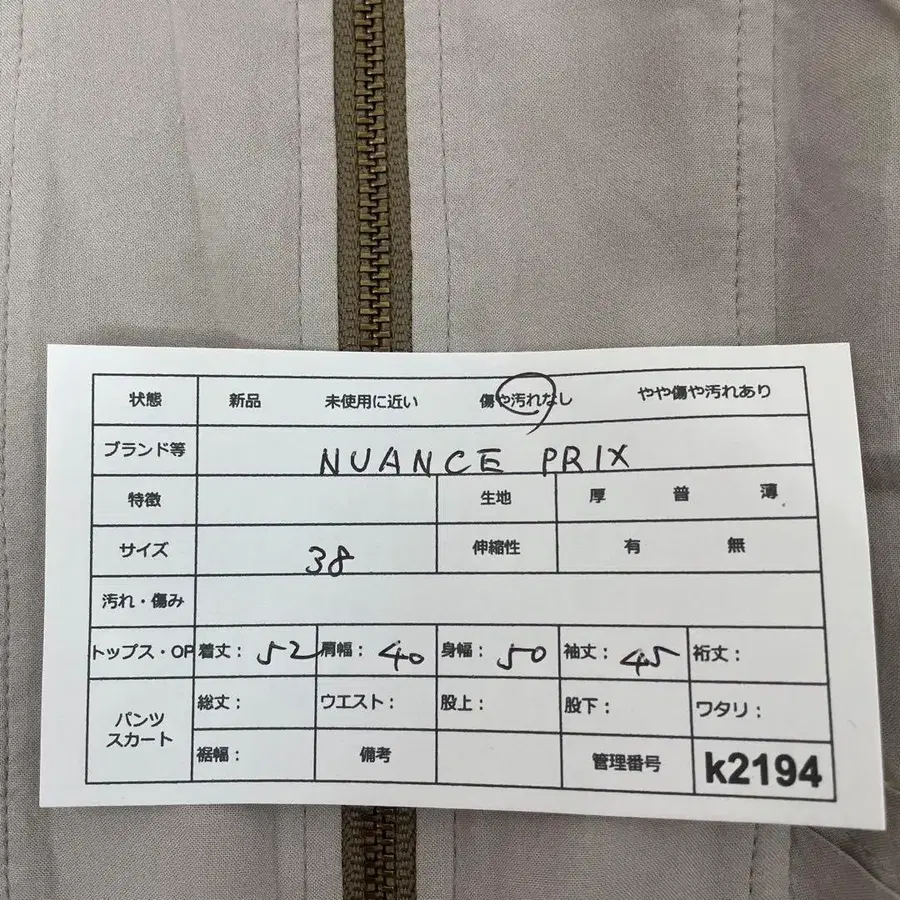 状態 新品 未使用に近い 傷や汚れなし やや傷や汚れあり
ブランド等 NUANCE PRIX
特徴 生地 厚 普 薄
サイズ 38 伸縮性 有 無
汚れ・傷み
トップス・OP 着丈： 52 肩幅： 40 身幅： 50 袖丈： 45 裄丈：
パンツ スカート 総丈： ウエスト： 股上： 股下： ワタリ：
裾幅： 備考 管理番号 k2194